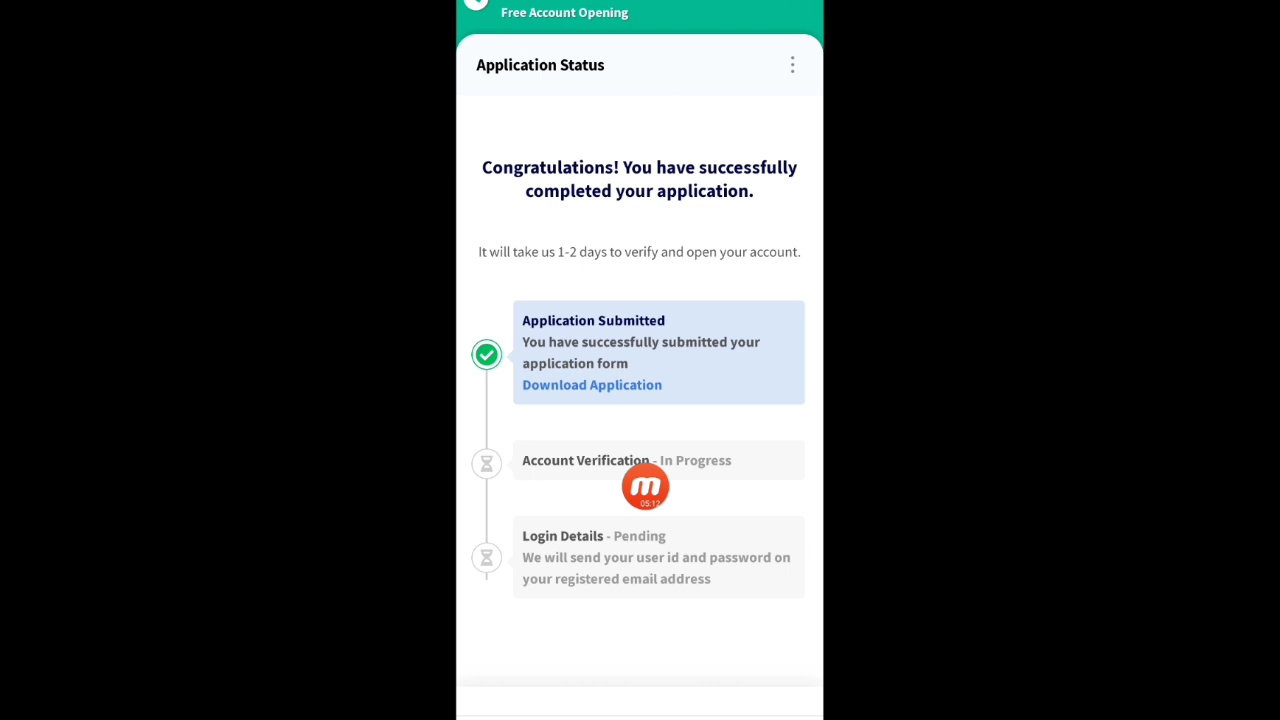 Free Account Opening
Application Status
Congratulations! You have successfully
completed your application.
It will take us 1-2 days to verify and open your account.
Application Submitted
You have successfully submitted your
application form
Download Application
Account Verification - In Progress
m
05:12
Login Details - Pending
We will send your user id and password on
your registered email address